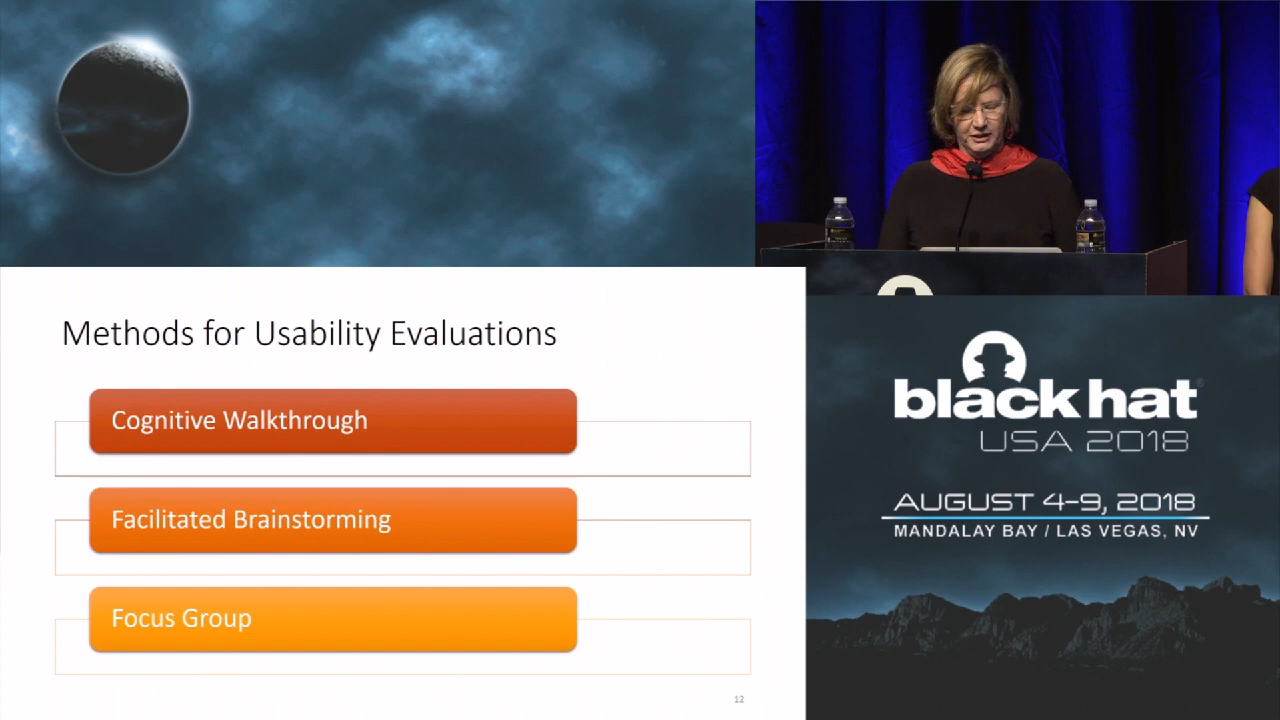 Methods for Usability Evaluations
Cognitive Walkthrough
Facilitated Brainstorming
Focus Group
12
black hat
USA 2018
AUGUST 4-9, 2018
MANDALAY BAY / LAS VEGAS, NV